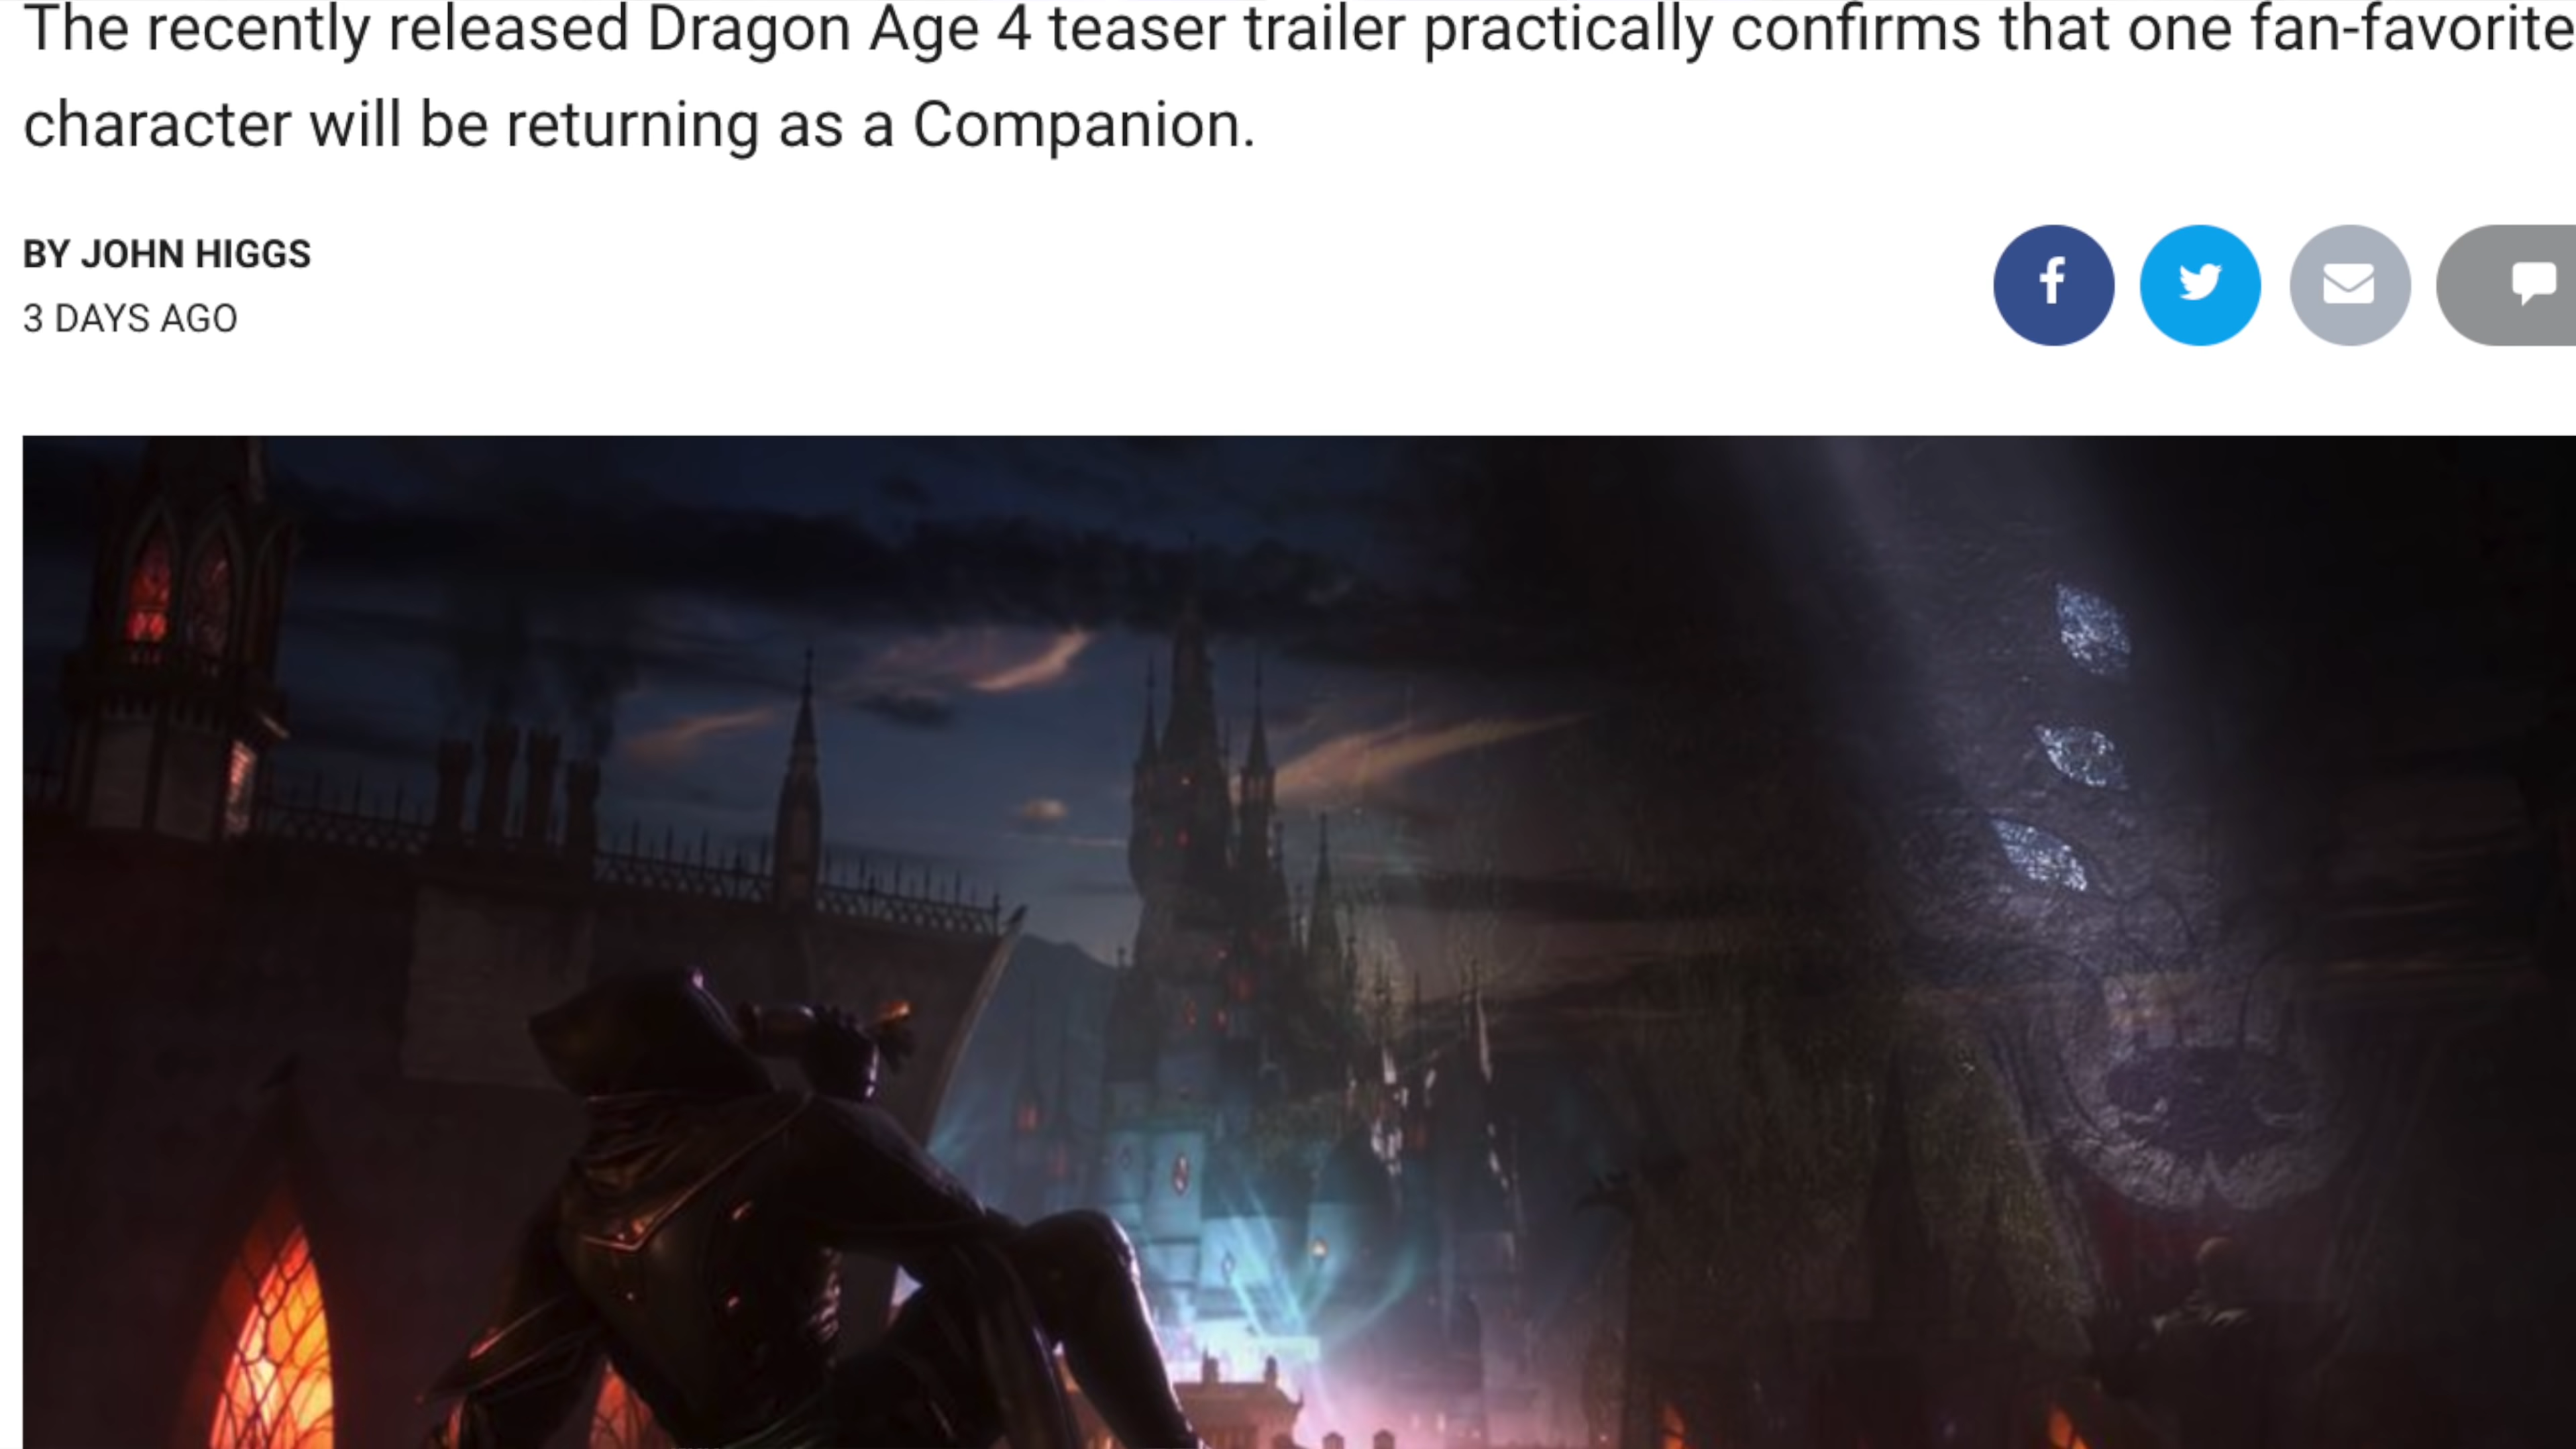 The recently released Dragon Age 4 teaser trailer practically confirms that one fan-favorite
character will be returning as a Companion.
BY JOHN HIGGS
3 DAYS AGO